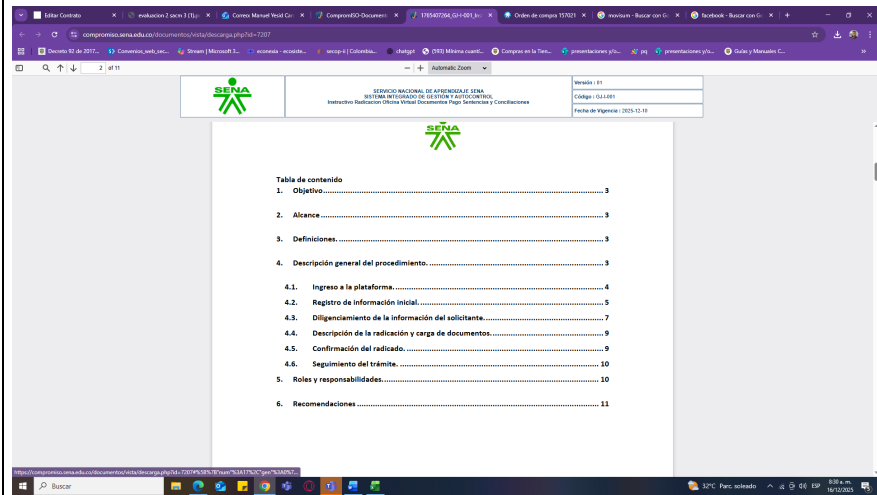 Editar Contrato
evakuacion 2 sacm 3 (1).p
Correo: Manuel Yesid Car
CompromISO-Document
1765407264_GJ-I-001_In
Orden de compra 157021
movisum - Buscar con G
facebook - Buscar con G
compromiso.sena.edu.co/documentos/vista/descarga.php?id=7207
Decreto 92 de 2017...
Convenios_web_sec...
Stream | Microsoft 3...
econexia - ecosiste...
secop-ii | Colombia...
chatgpt
(593) Mínima cuantí...
Compras en la Tien...
presentaciones y/o...
pq
presentaciones y/o...
Guías y Manuales C...
2 of 11
Automatic Zoom
SENA
SERVICIO NACIONAL DE APRENDIZAJE SENA
SISTEMA INTEGRADO DE GESTIÓN Y AUTOCONTROL
Instructivo Radicacion Oficina Virtual Documentos Pago Sentencias y Conciliaciones
Versión : 01
Código : GJ-I-001
Fecha de Vigencia : 2025-12-10
SENA
Tabla de contenido
1. Objetivo 3
2. Alcance 3
3. Definiciones. 3
4. Descripción general del procedimiento. 3
4.1. Ingreso a la plataforma. 4
4.2. Registro de información inicial. 5
4.3. Diligenciamiento de la información del solicitante. 7
4.4. Descripción de la radicación y carga de documentos. 9
4.5. Confirmación del radicado. 9
4.6. Seguimiento del trámite. 10
5. Roles y responsabilidades. 10
6. Recomendaciones 11
Buscar
32°C Parc. soleado
ESP
8:30 a. m.
16/12/2025